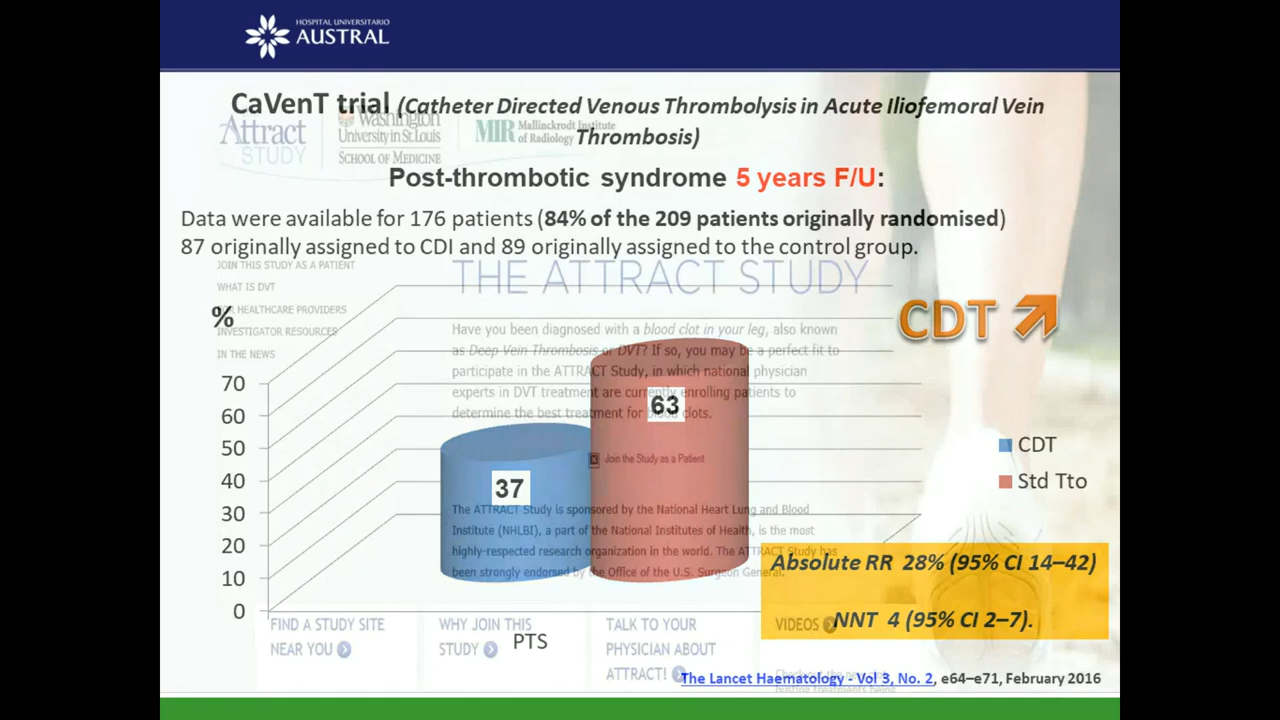 HOSPITAL UNIVERSITARIO
AUSTRAL
CaVenT trial (Catheter Directed Venous Thrombolysis in Acute Iliofemoral Vein
Thrombosis)
Attract
STUDY
Washington
University in St. Louis
SCHOOL OF MEDICINE
MIR
Mallinckrodt Institute
of Radiology
Post-thrombotic syndrome 5 years F/U:
Data were available for 176 patients (84% of the 209 patients originally randomised)
87 originally assigned to CDI and 89 originally assigned to the control group.
JOIN THIS STUDY AS A PATIENT
WHAT IS DVT
FOR HEALTHCARE PROVIDERS
INVESTIGATOR RESOURCES
IN THE NEWS
THE ATTRACT STUDY
Have you been diagnosed with a blood clot in your leg, also known
as Deep Vein Thrombosis or DVT? If so, you may be a perfect fit to
participate in the ATTRACT Study, in which national physician
experts in DVT treatment are currently enrolling patients to
determine the best treatment for blood clots.
Join the Study as a Patient
The ATTRACT Study is sponsored by the National Heart Lung and Blood
Institute (NHLBI), a part of the National Institutes of Health, is the most
highly-respected research organization in the world. The ATTRACT Study has
been strongly endorsed by the Office of the U.S. Surgeon General.
CDT
%
70
60
50
40
30
20
10
0
37
63
PTS
CDT
Std Tto
Absolute RR 28% (95% CI 14–42)
NNT 4 (95% CI 2–7).
FIND A STUDY SITE
NEAR YOU
WHY JOIN THIS
STUDY
TALK TO YOUR
PHYSICIAN ABOUT
ATTRACT!
VIDEOS
The Lancet Haematology - Vol 3, No. 2, e64–e71, February 2016